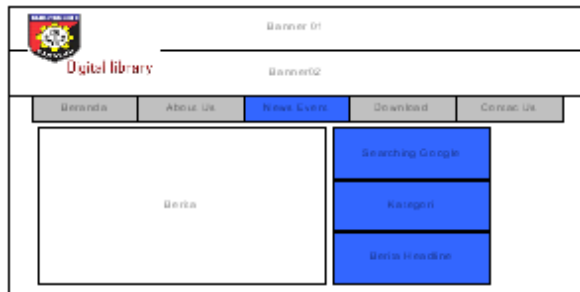 Banner 01
Digital library
Banner02
Beranda About Us News Event Download Contac Us
Searching Google
Berita
Kategori
Berita Headline